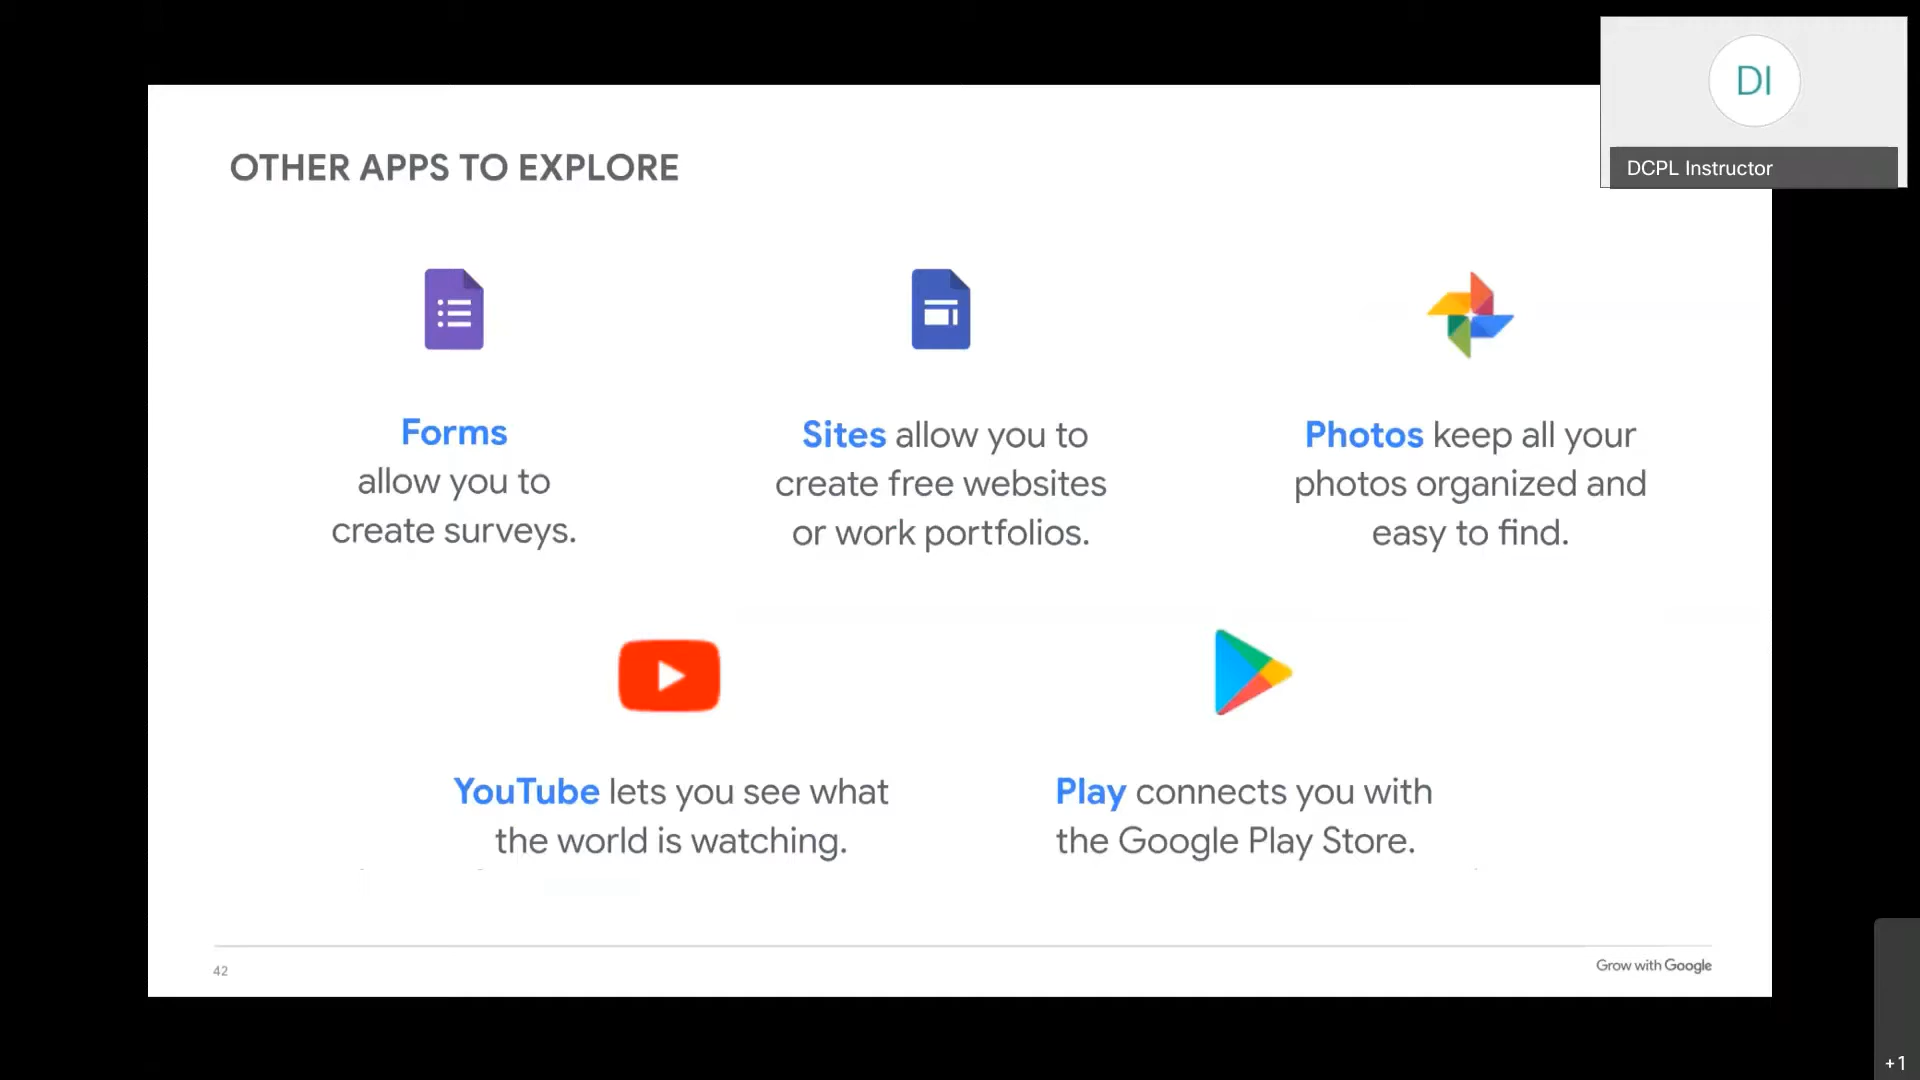 DI
DCPL Instructor
OTHER APPS TO EXPLORE
Forms
allow you to
create surveys.
Sites allow you to
create free websites
or work portfolios.
Photos keep all your
photos organized and
easy to find.
YouTube lets you see what
the world is watching.
Play connects you with
the Google Play Store.
42
Grow with Google
+1